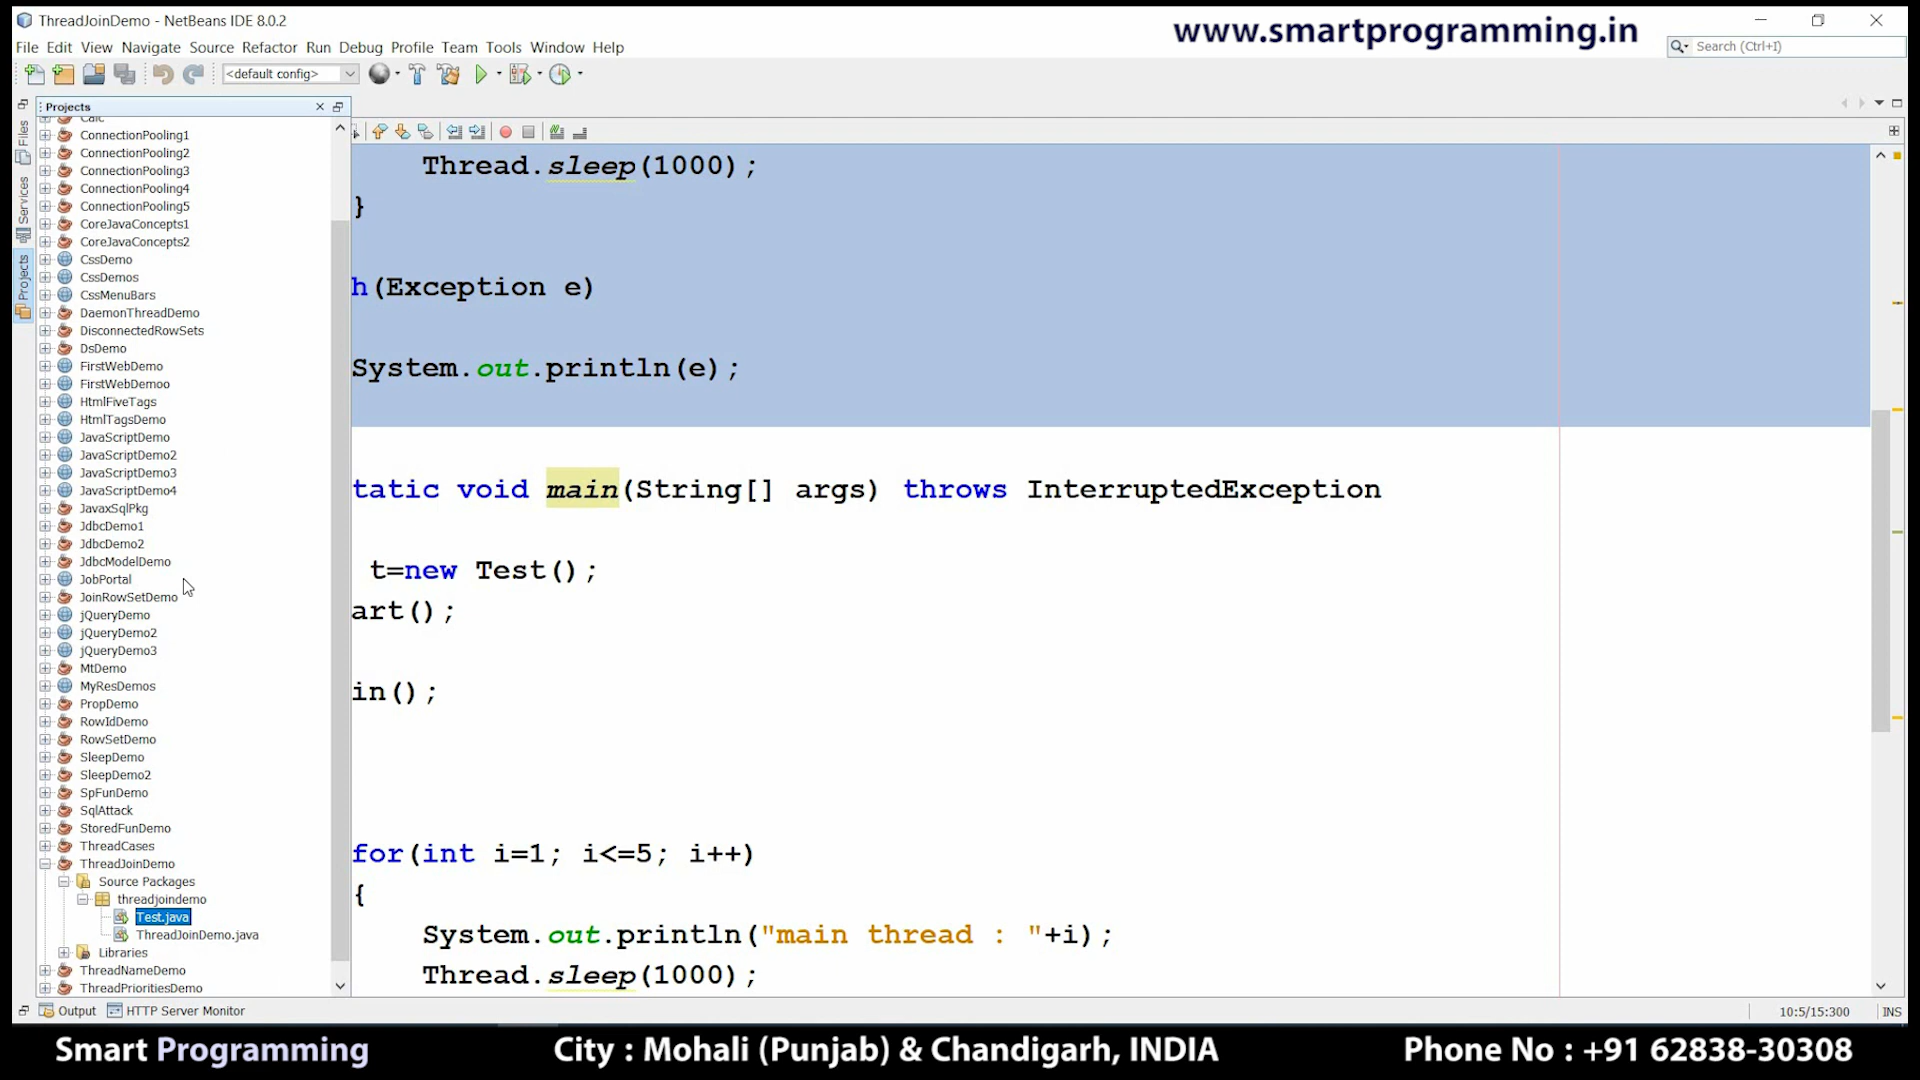 ThreadJoinDemo - NetBeans IDE 8.0.2
www.smartprogramming.in
File Edit View Navigate Source Refactor Run Debug Profile Team Tools Window Help
Search (Ctrl+I)
<default config>
Projects
Files
Services
Projects
Calc
ConnectionPooling1
ConnectionPooling2
ConnectionPooling3
ConnectionPooling4
ConnectionPooling5
CoreJavaConcepts1
CoreJavaConcepts2
CssDemo
CssDemos
CssMenuBars
DaemonThreadDemo
DisconnectedRowSets
DsDemo
FirstWebDemo
FirstWebDemoo
HtmlFiveTags
HtmlTagsDemo
JavaScriptDemo
JavaScriptDemo2
JavaScriptDemo3
JavaScriptDemo4
JavaxSqlPkg
JdbcDemo1
JdbcDemo2
JdbcModelDemo
JobPortal
JoinRowSetDemo
jQueryDemo
jQueryDemo2
jQueryDemo3
MtDemo
MyResDemos
PropDemo
RowIdDemo
RowSetDemo
SleepDemo
SleepDemo2
SpFunDemo
SqlAttack
StoredFunDemo
ThreadCases
ThreadJoinDemo
Source Packages
threadjoindemo
Test.java
ThreadJoinDemo.java
Libraries
ThreadNameDemo
ThreadPrioritiesDemo
Thread.sleep(1000);
}
h(Exception e)
System.out.println(e);
tatic void main(String[] args) throws InterruptedException
t=new Test();
art();
in();
for(int i=1; i<=5; i++)
{
System.out.println("main thread : "+i);
Thread.sleep(1000);
Output HTTP Server Monitor
10:5/15:300 INS
Smart Programming City : Mohali (Punjab) & Chandigarh, INDIA Phone No : +91 62838-30308